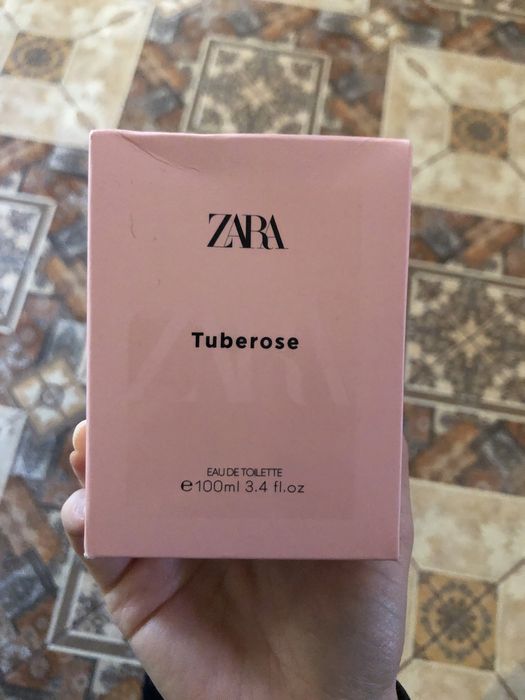 ZARA
Tuberose
EAU DE TOILETTE
℮100ml 3.4 fl.oz